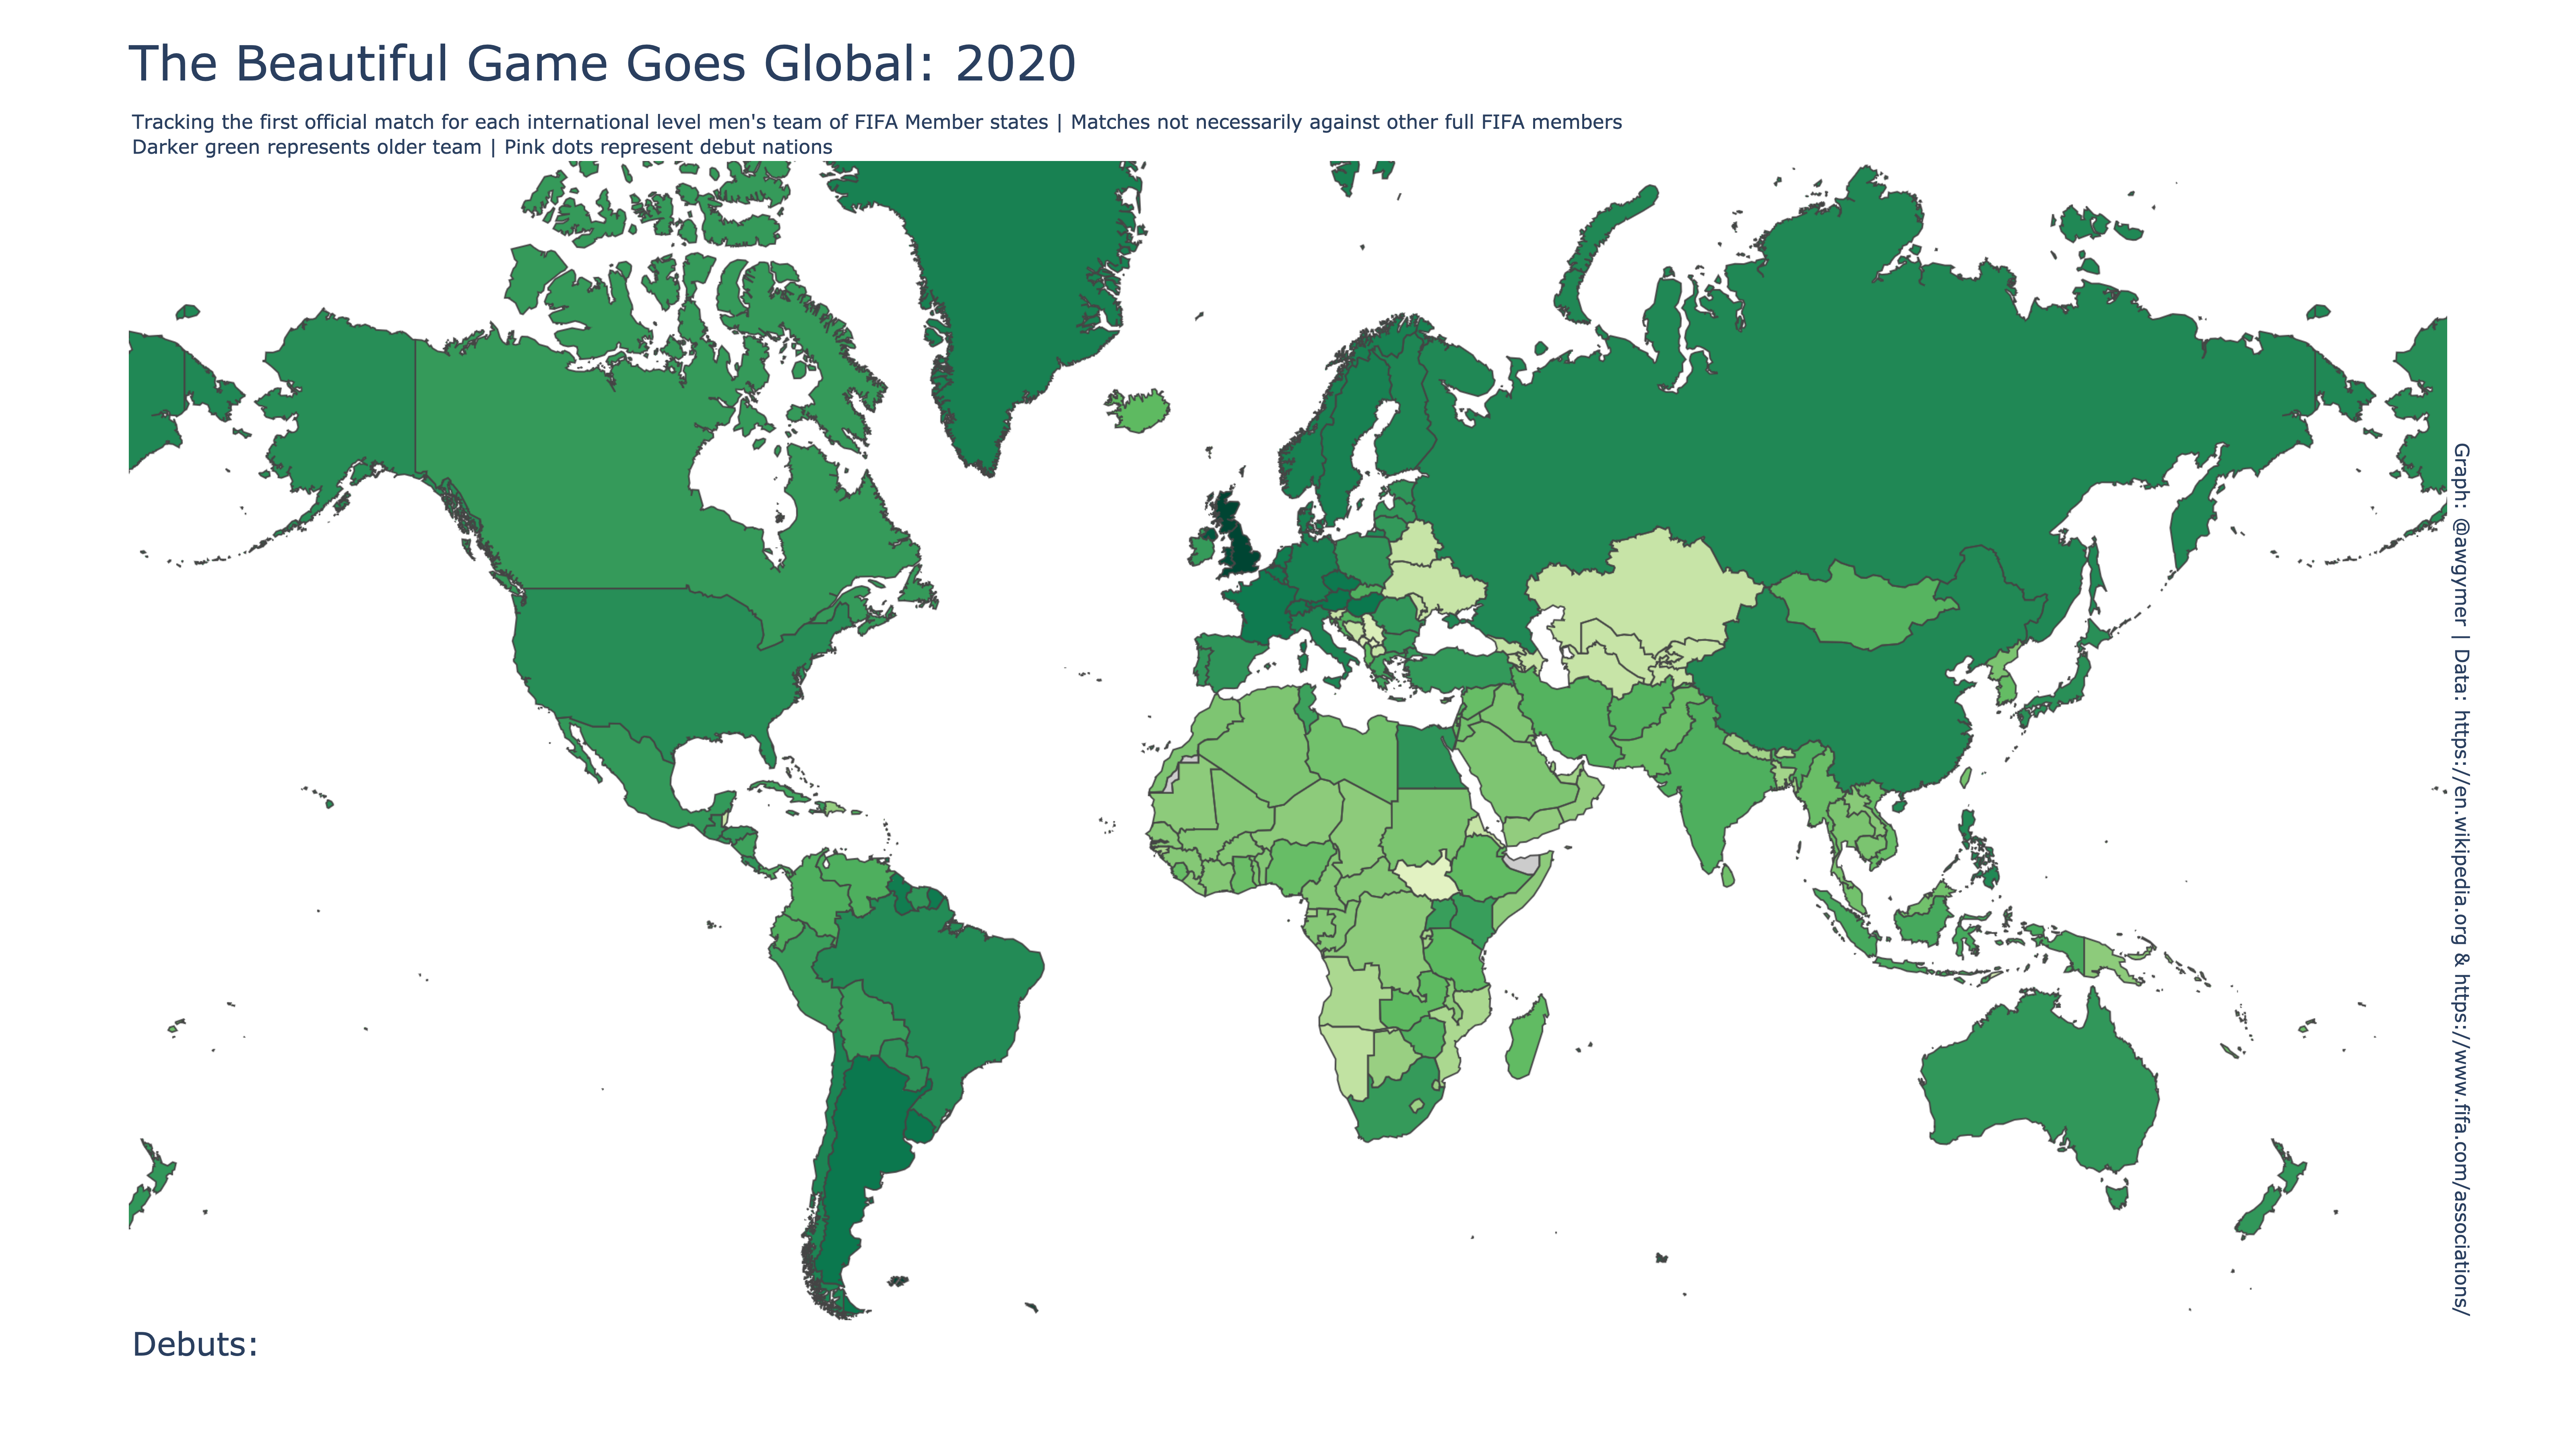 The Beautiful Game Goes Global: 2020
Tracking the first official match for each international level men's team of FIFA Member states | Matches not necessarily against other full FIFA members
Darker green represents older team | Pink dots represent debut nations
Graph: @awgymer | Data: https://en.wikipedia.org & https://www.fifa.com/associations/
Debuts: